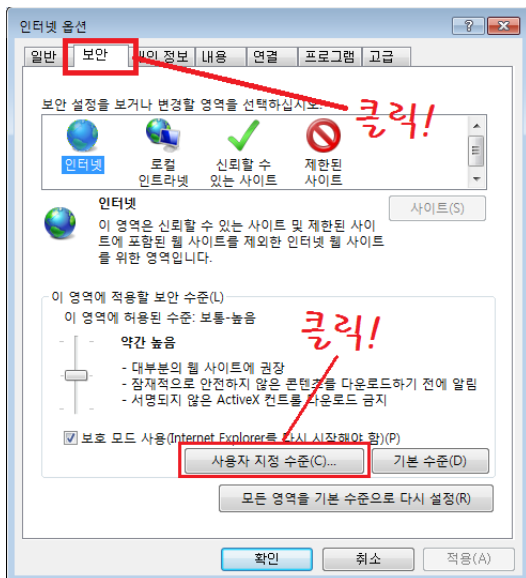 인터넷 옵션
일반 보안 개인 정보 내용 연결 프로그램 고급
보안 설정을 보거나 변경할 영역을 선택하십시오.
클릭!
인터넷 로컬 인트라넷 신뢰할 수 있는 사이트 제한된 사이트
인터넷
사이트(S)
이 영역은 신뢰할 수 있는 사이트 및 제한된 사이
트에 포함된 웹 사이트를 제외한 인터넷 웹 사이트
를 위한 영역입니다.
이 영역에 적용할 보안 수준(L)
이 영역에 허용된 수준: 보통-높음
클릭!
약간 높음
- 대부분의 웹 사이트에 권장
- 잠재적으로 안전하지 않은 콘텐츠를 다운로드하기 전에 알림
- 서명되지 않은 ActiveX 컨트롤 다운로드 금지
보호 모드 사용(Internet Explorer를 다시 시작해야 함)(P)
사용자 지정 수준(C)... 기본 수준(D)
모든 영역을 기본 수준으로 다시 설정(R)
확인 취소 적용(A)